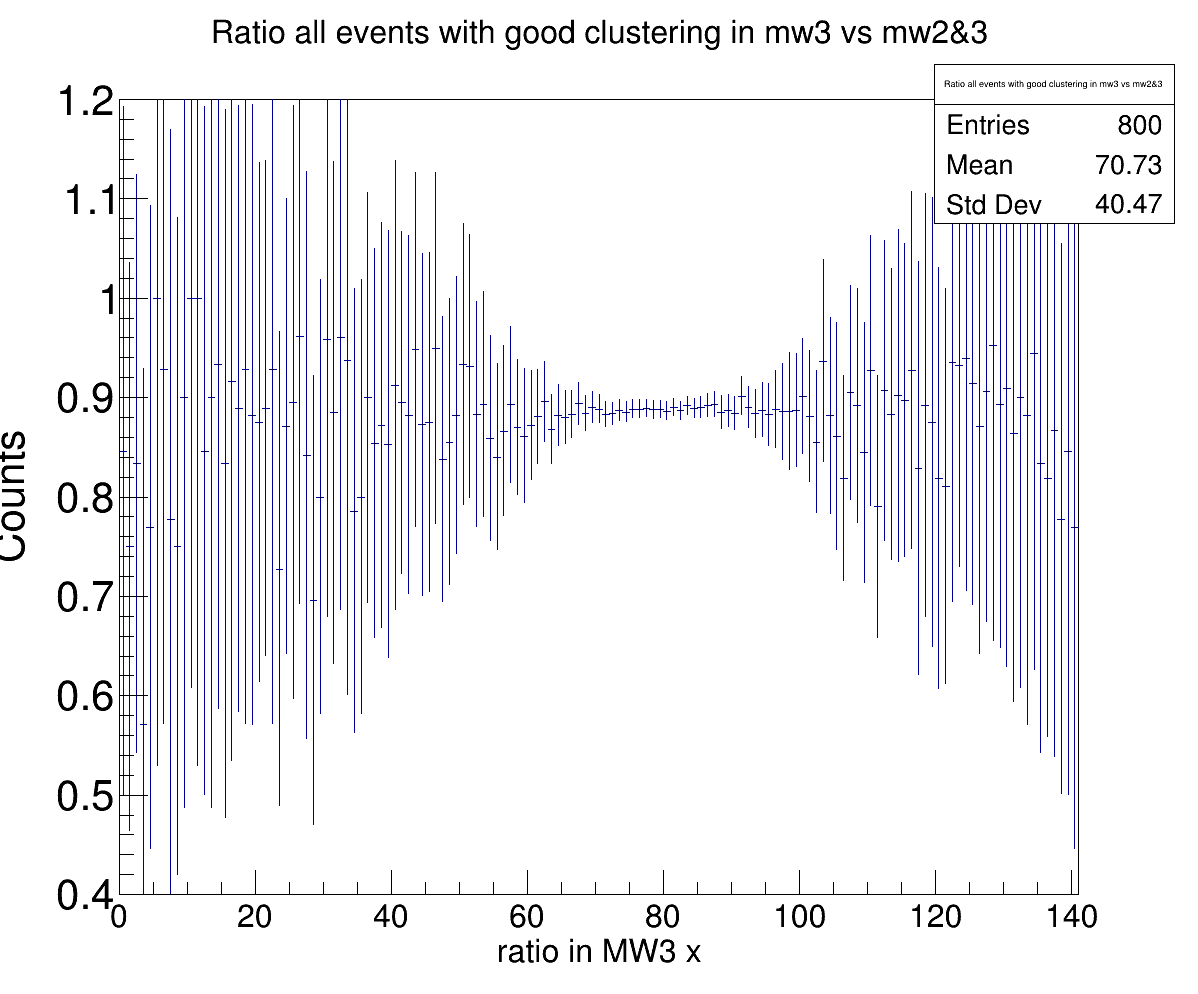 Ratio all events with good clustering in mw3 vs mw2&3
Ratio all events with good clustering in mw3 vs mw2&3
Entries 800
Mean 70.73
Std Dev 40.47
1.2
1.1
1
0.9
0.8
0.7
0.6
0.5
0.4
Counts
0 20 40 60 80 100 120 140
ratio in MW3 x